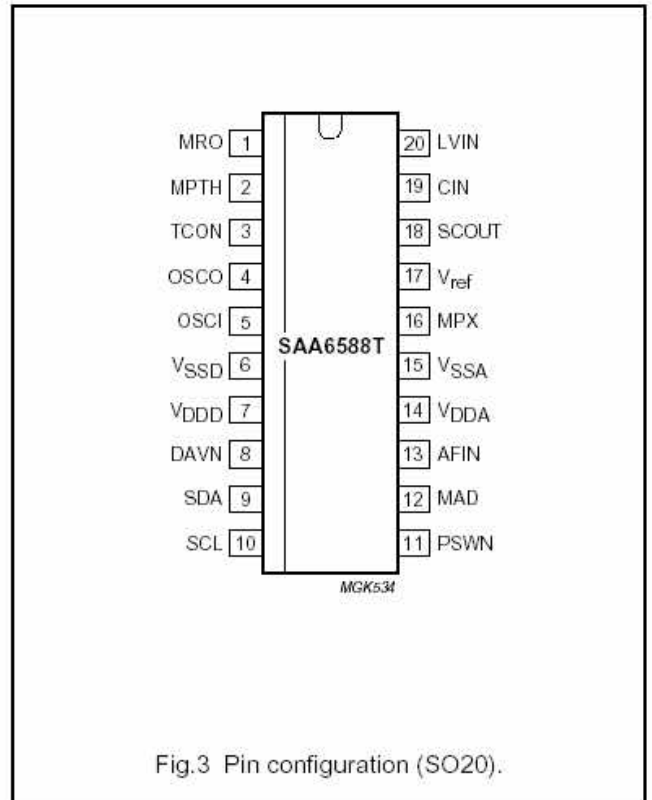 MRO 1
MPTH 2
TCON 3
OSCO 4
OSCI 5
VSSD 6
VDDD 7
DAVN 8
SDA 9
SCL 10
SAA6588T
20 LVIN
19 CIN
18 SCOUT
17 Vref
16 MPX
15 VSSA
14 VDDA
13 AFIN
12 MAD
11 PSWN
MGK534
Fig.3 Pin configuration (SO20).